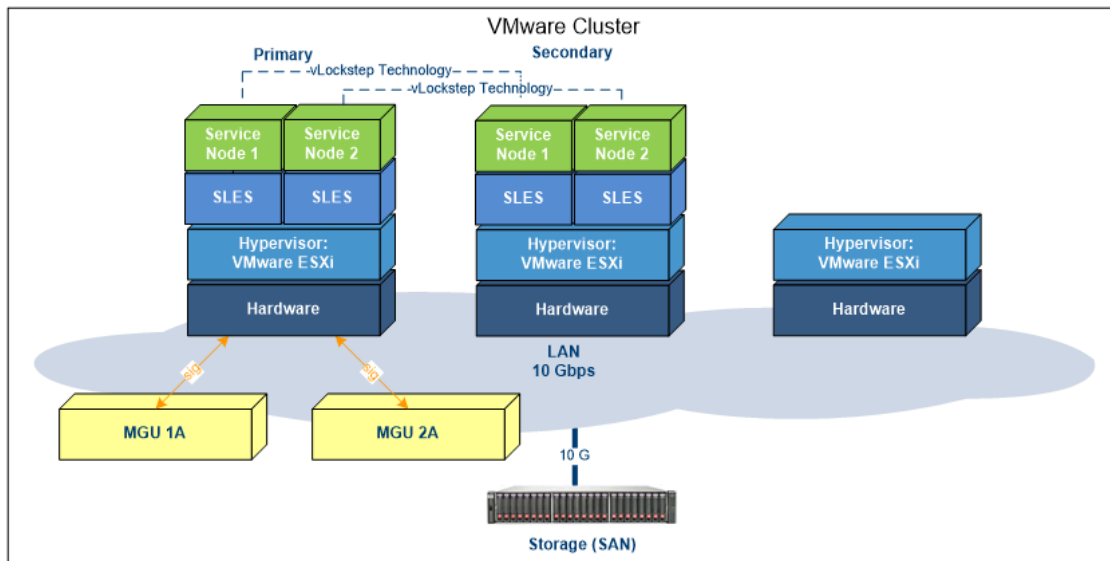 VMware Cluster
Primary
Secondary
vLockstep Technology
vLockstep Technology
Service
Node 1
Service
Node 2
Service
Node 1
Service
Node 2
SLES
SLES
SLES
SLES
Hypervisor:
VMware ESXi
Hypervisor:
VMware ESXi
Hypervisor:
VMware ESXi
Hardware
Hardware
Hardware
LAN
10 Gbps
sig
sig
MGU 1A
MGU 2A
10 G
Storage (SAN)